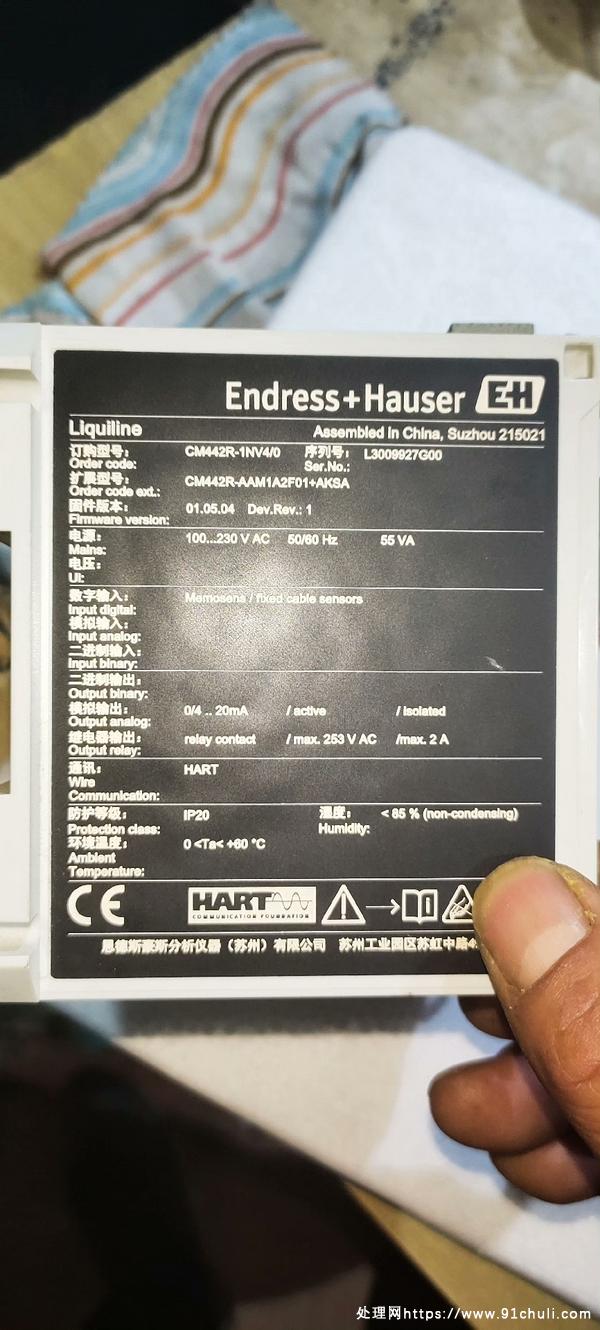 Endress+Hauser EH
Liquiline Assembled in China, Suzhou 215021
订购型号: CM442R-1NV4/0 序列号: L3009927G00
Order code: Ser.No.:
扩展型号: CM442R-AAM1A2F01+AKSA
Order code ext.:
固件版本: 01.05.04 Dev.Rev.: 1
Firmware version:
电源: 100...230 V AC 50/60 Hz 55 VA
Mains:
电压:
UI:
数字输入: Memosens / fixed cable sensors
Input digital:
模拟输入:
Input analog:
二进制输入:
Input binary:
二进制输出:
Output binary:
模拟输出: 0/4 .. 20mA / active / isolated
Output analog:
继电器输出: relay contact / max. 253 V AC /max. 2 A
Output relay:
通讯: HART
Wire
Communication:
防护等级: IP20 湿度: < 85 % (non-condensing)
Protection class: Humidity:
环境温度: 0 <Ta< +60 °C
Ambient
Temperature:
CE HART
COMMUNICATION FOUNDATION
恩德斯豪斯分析仪器（苏州）有限公司 苏州工业园区苏虹中路
处理网https://www.91chuli.com